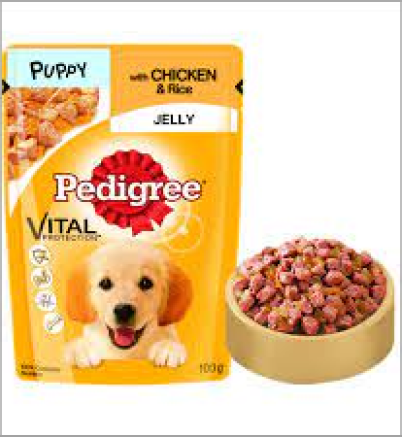 PUPPY
with CHICKEN
& Rice
JELLY
Pedigree
VITAL
PROTECTION
100g